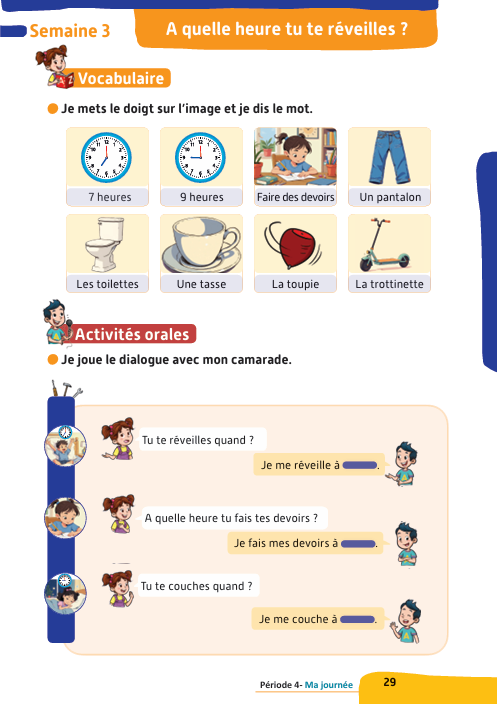 Semaine 3
A quelle heure tu te réveilles ?
Vocabulaire
Je mets le doigt sur l'image et je dis le mot.
7 heures
9 heures
Faire des devoirs
Un pantalon
Les toilettes
Une tasse
La toupie
La trottinette
Activités orales
Je joue le dialogue avec mon camarade.
Tu te réveilles quand ?
Je me réveille à .
A quelle heure tu fais tes devoirs ?
Je fais mes devoirs à .
Tu te couches quand ?
Je me couche à .
Période 4- Ma journée
29